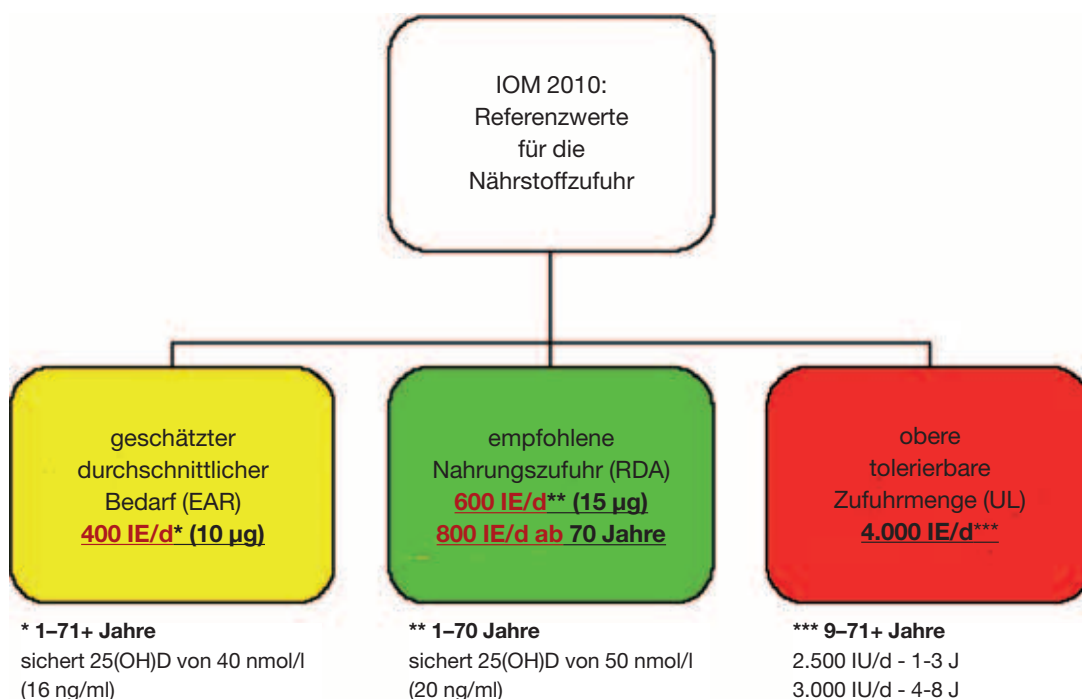 IOM 2010:
Referenzwerte
für die
Nährstoffzufuhr
geschätzter
durchschnittlicher
Bedarf (EAR)
400 IE/d* (10 µg)
empfohlene
Nahrungszufuhr (RDA)
600 IE/d** (15 µg)
800 IE/d ab 70 Jahre
obere
tolerierbare
Zufuhrmenge (UL)
4.000 IE/d***
* 1–71+ Jahre
sichert 25(OH)D von 40 nmol/l
(16 ng/ml)
** 1–70 Jahre
sichert 25(OH)D von 50 nmol/l
(20 ng/ml)
*** 9–71+ Jahre
2.500 IU/d - 1-3 J
3.000 IU/d - 4-8 J